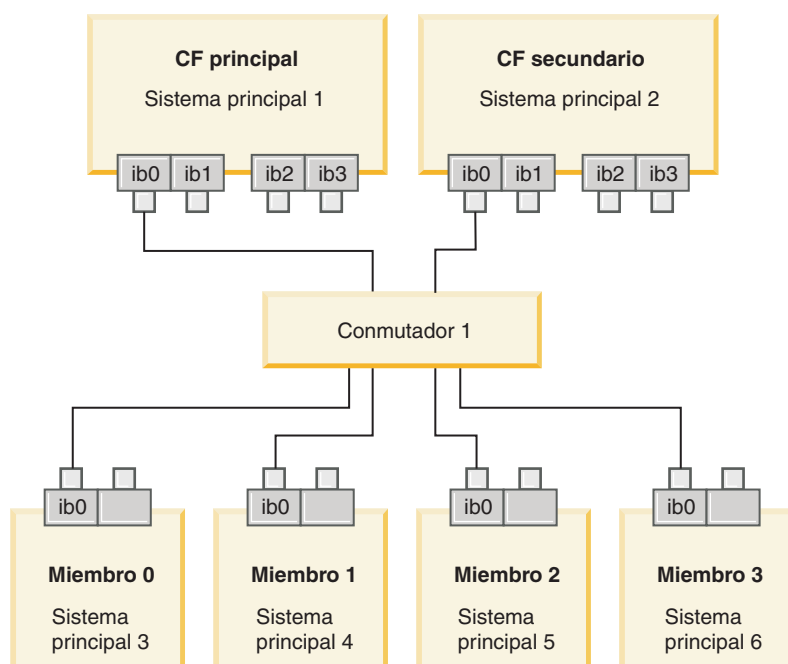 CF principal
Sistema principal 1
ib0 ib1 ib2 ib3
CF secundario
Sistema principal 2
ib0 ib1 ib2 ib3
Conmutador 1
ib0
Miembro 0
Sistema
principal 3
ib0
Miembro 1
Sistema
principal 4
ib0
Miembro 2
Sistema
principal 5
ib0
Miembro 3
Sistema
principal 6